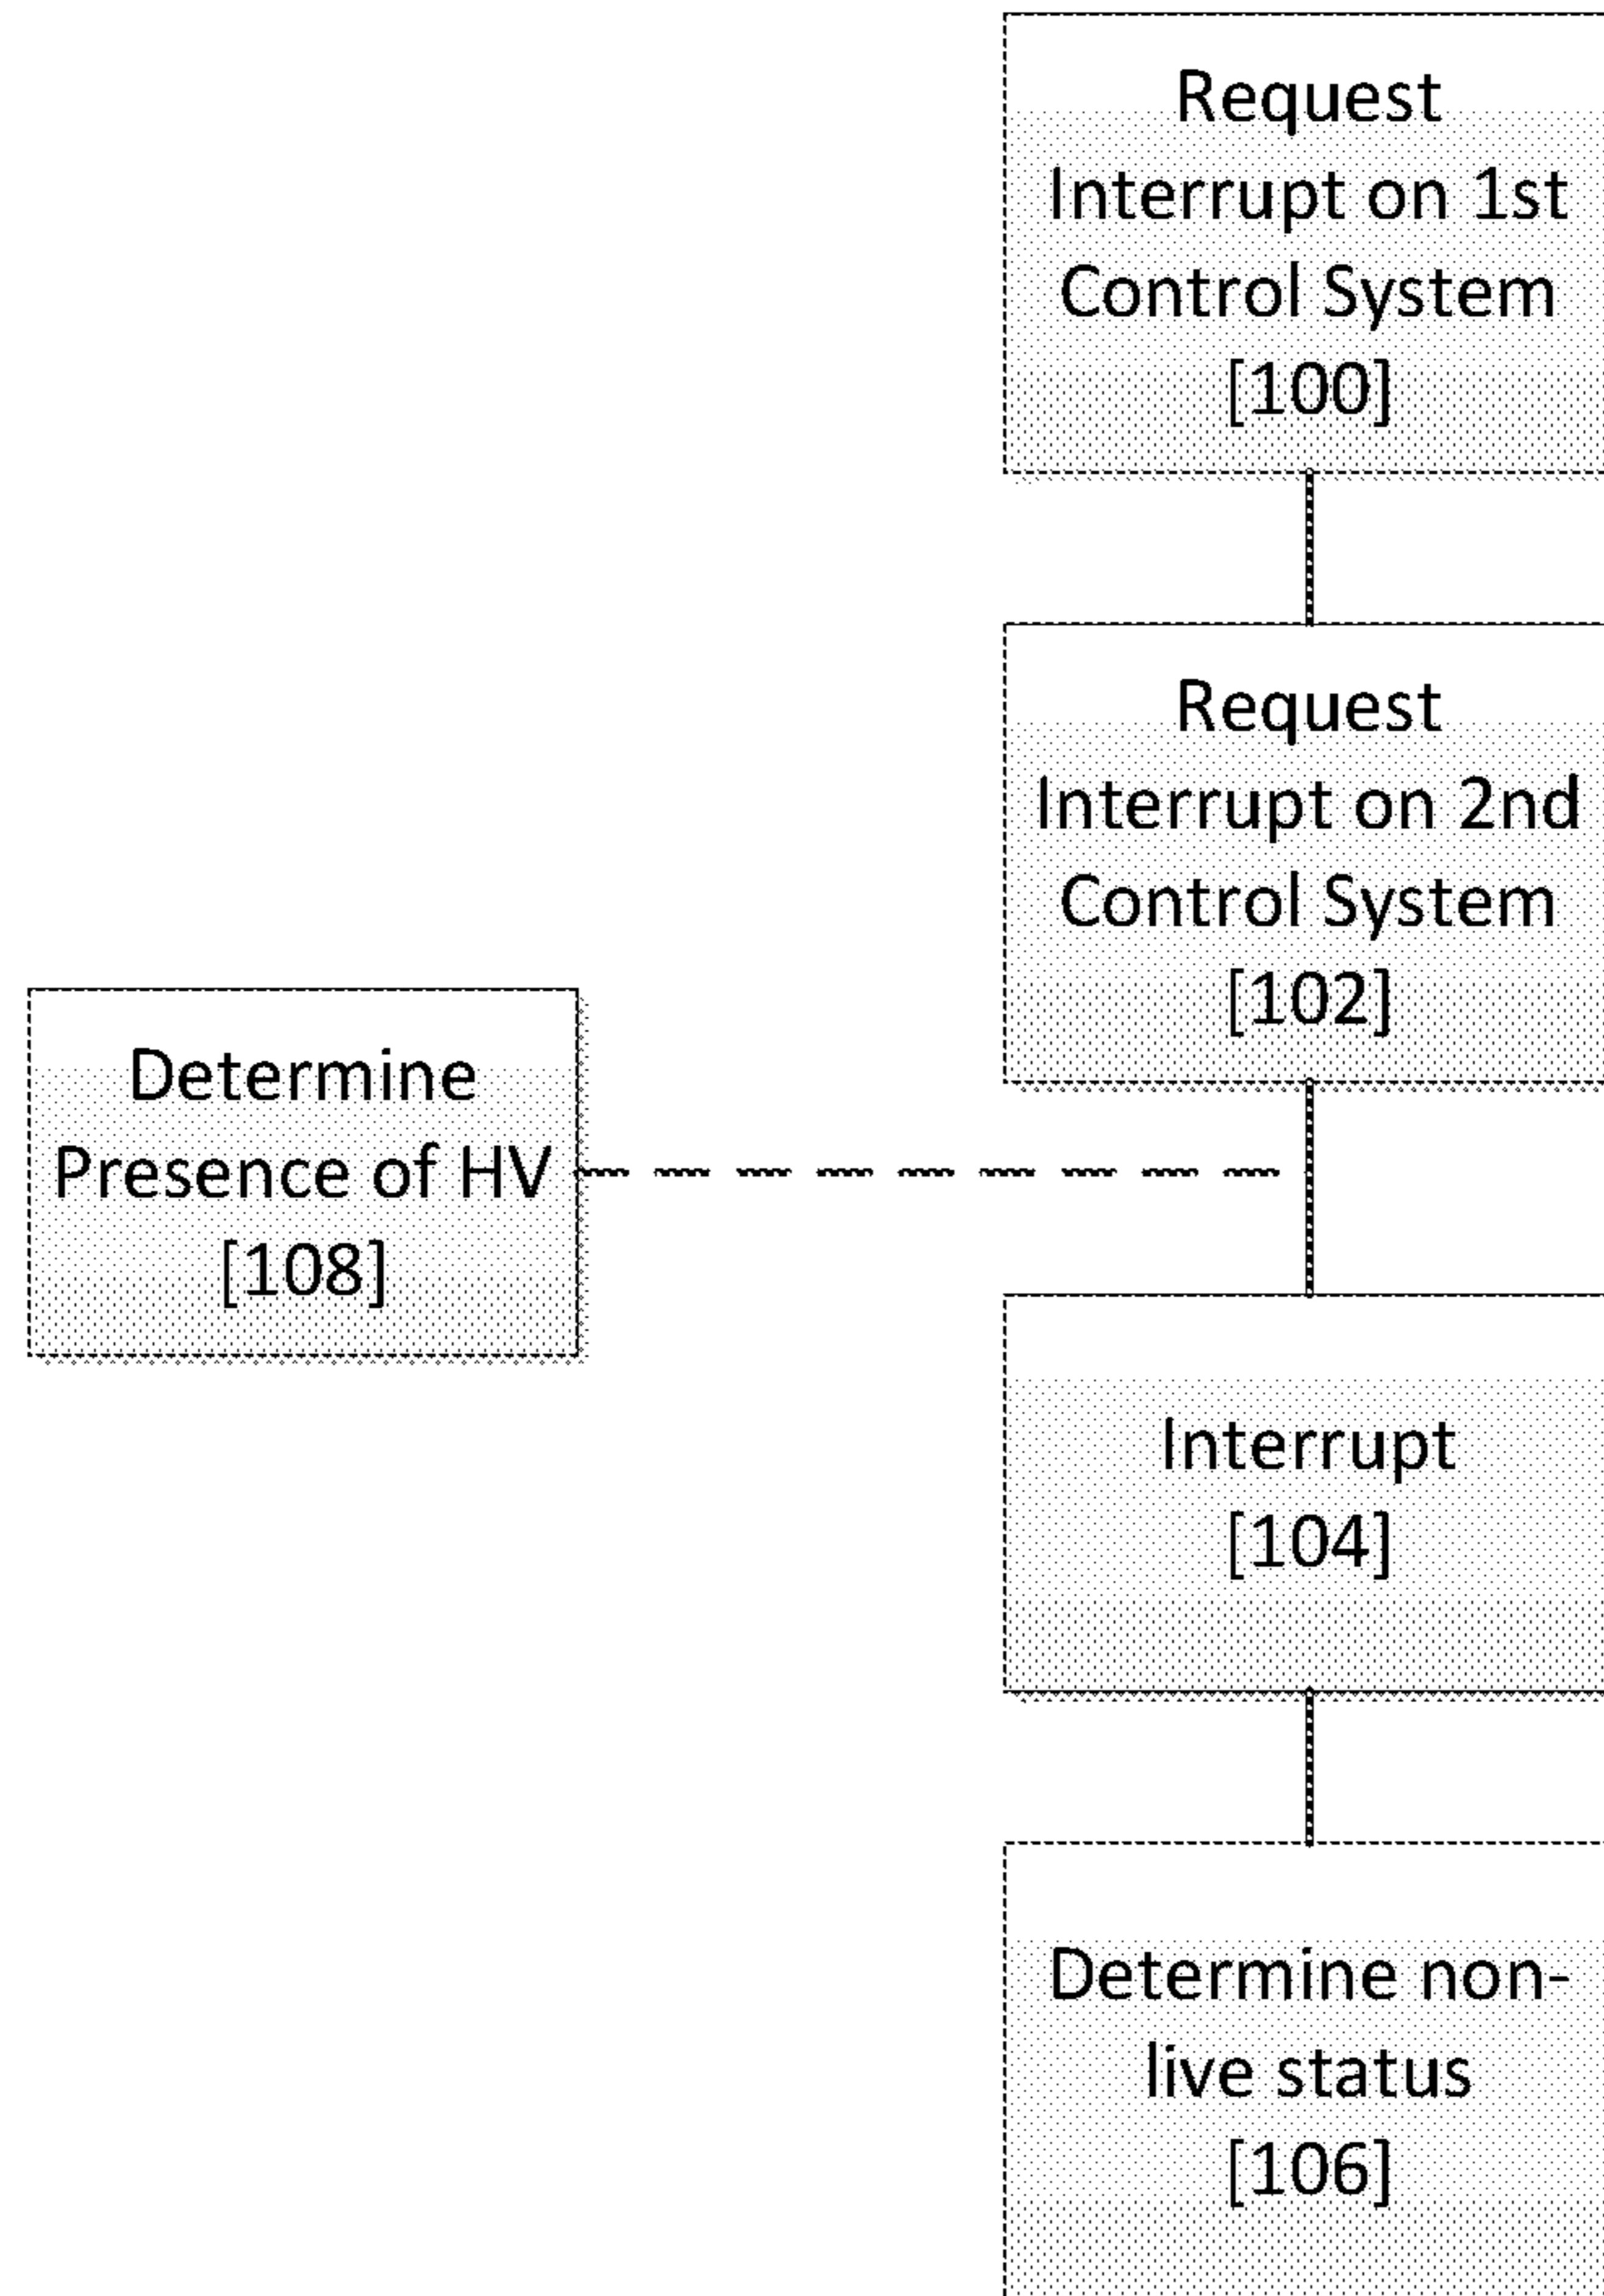 Request
Interrupt on 1st
Control System
[100]
Request
Interrupt on 2nd
Control System
[102]
Determine
Presence of HV
[108]
Interrupt
[104]
Determine non-
live status
[106]